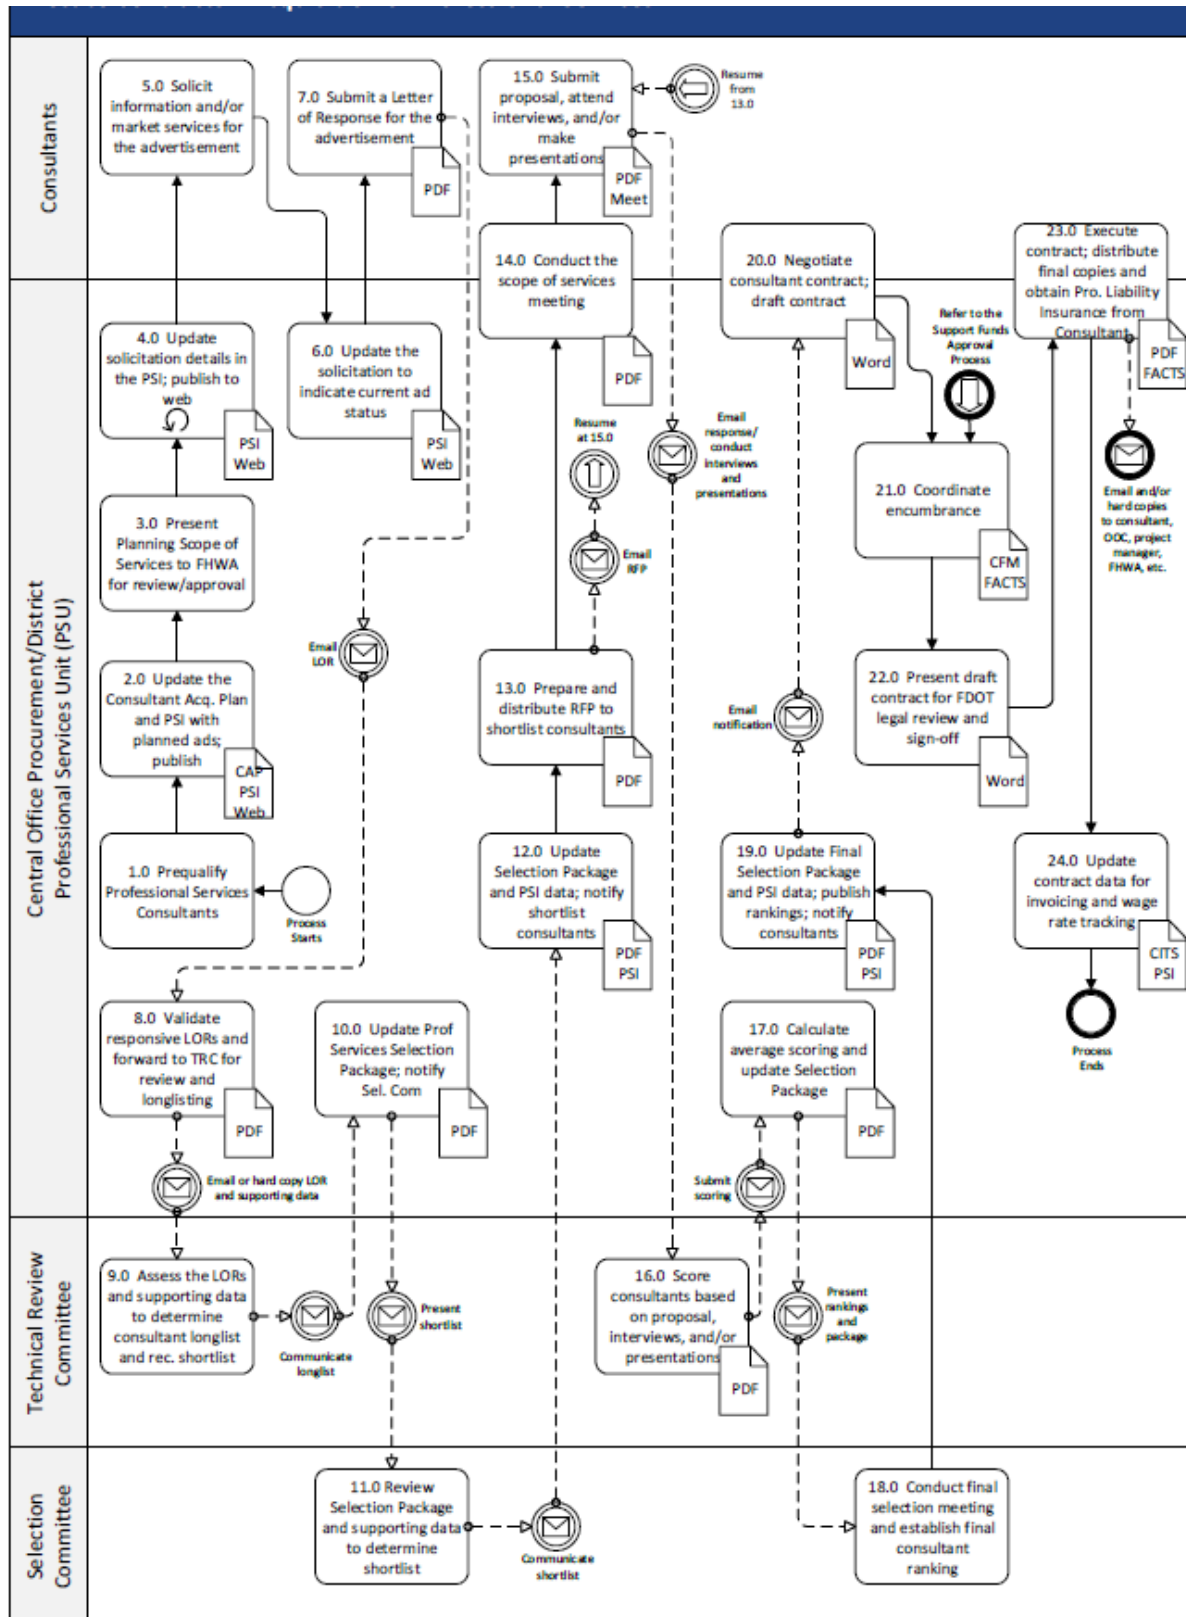 Consultants
5.0 Solicit
information and/or
market services for
the advertisement
7.0 Submit a Letter
of Response for the
advertisement
PDF
15.0 Submit
proposal, attend
interviews, and/or
make
presentations
PDF
Meet
Resume
from
13.0
14.0 Conduct the
scope of services
meeting
PDF
20.0 Negotiate
consultant contract;
draft contract
Word
23.0 Execute
contract; distribute
final copies and
obtain Pro. Liability
Insurance from
Consultant
PDF
FACTS
Central Office Procurement/District
Professional Services Unit (PSU)
4.0 Update
solicitation details in
the PSI; publish to
web
PSI
Web
6.0 Update the
solicitation to
indicate current ad
status
PSI
Web
Resume
at 15.0
Email
response/
conduct
interviews
and
presentations
Refer to the
Support Funds
Approval
Process
21.0 Coordinate
encumbrance
CFM
FACTS
Email and/or
hard copies
to consultant,
OOC, project
manager,
FHWA, etc.
3.0 Present
Planning Scope of
Services to FHWA
for review/approval
Email
RFP
Email
LOR
2.0 Update the
Consultant Acq. Plan
and PSI with
planned ads;
publish
CAP
PSI
Web
13.0 Prepare and
distribute RFP to
shortlist consultants
PDF
Email
notification
22.0 Present draft
contract for FDOT
legal review and
sign-off
Word
1.0 Prequalify
Professional Services
Consultants
Process
Starts
12.0 Update
Selection Package
and PSI data; notify
shortlist
consultants
PDF
PSI
19.0 Update Final
Selection Package
and PSI data; publish
rankings; notify
consultants
PDF
PSI
24.0 Update
contract data for
invoicing and wage
rate tracking
CITS
PSI
Process
Ends
8.0 Validate
responsive LORs and
forward to TRC for
review and
longlisting
PDF
10.0 Update Prof
Services Selection
Package; notify
Sel. Com
PDF
17.0 Calculate
average scoring and
update Selection
Package
PDF
Email or hard copy LOR
and supporting data
Submit
scoring
Technical Review
Committee
9.0 Assess the LORs
and supporting data
to determine
consultant longlist
and rec. shortlist
Communicate
longlist
Present
shortlist
16.0 Score
consultants based
on proposal,
interviews, and/or
presentations
PDF
Present
rankings
and
package
Selection
Committee
11.0 Review
Selection Package
and supporting data
to determine
shortlist
Communicate
shortlist
18.0 Conduct final
selection meeting
and establish final
consultant
ranking